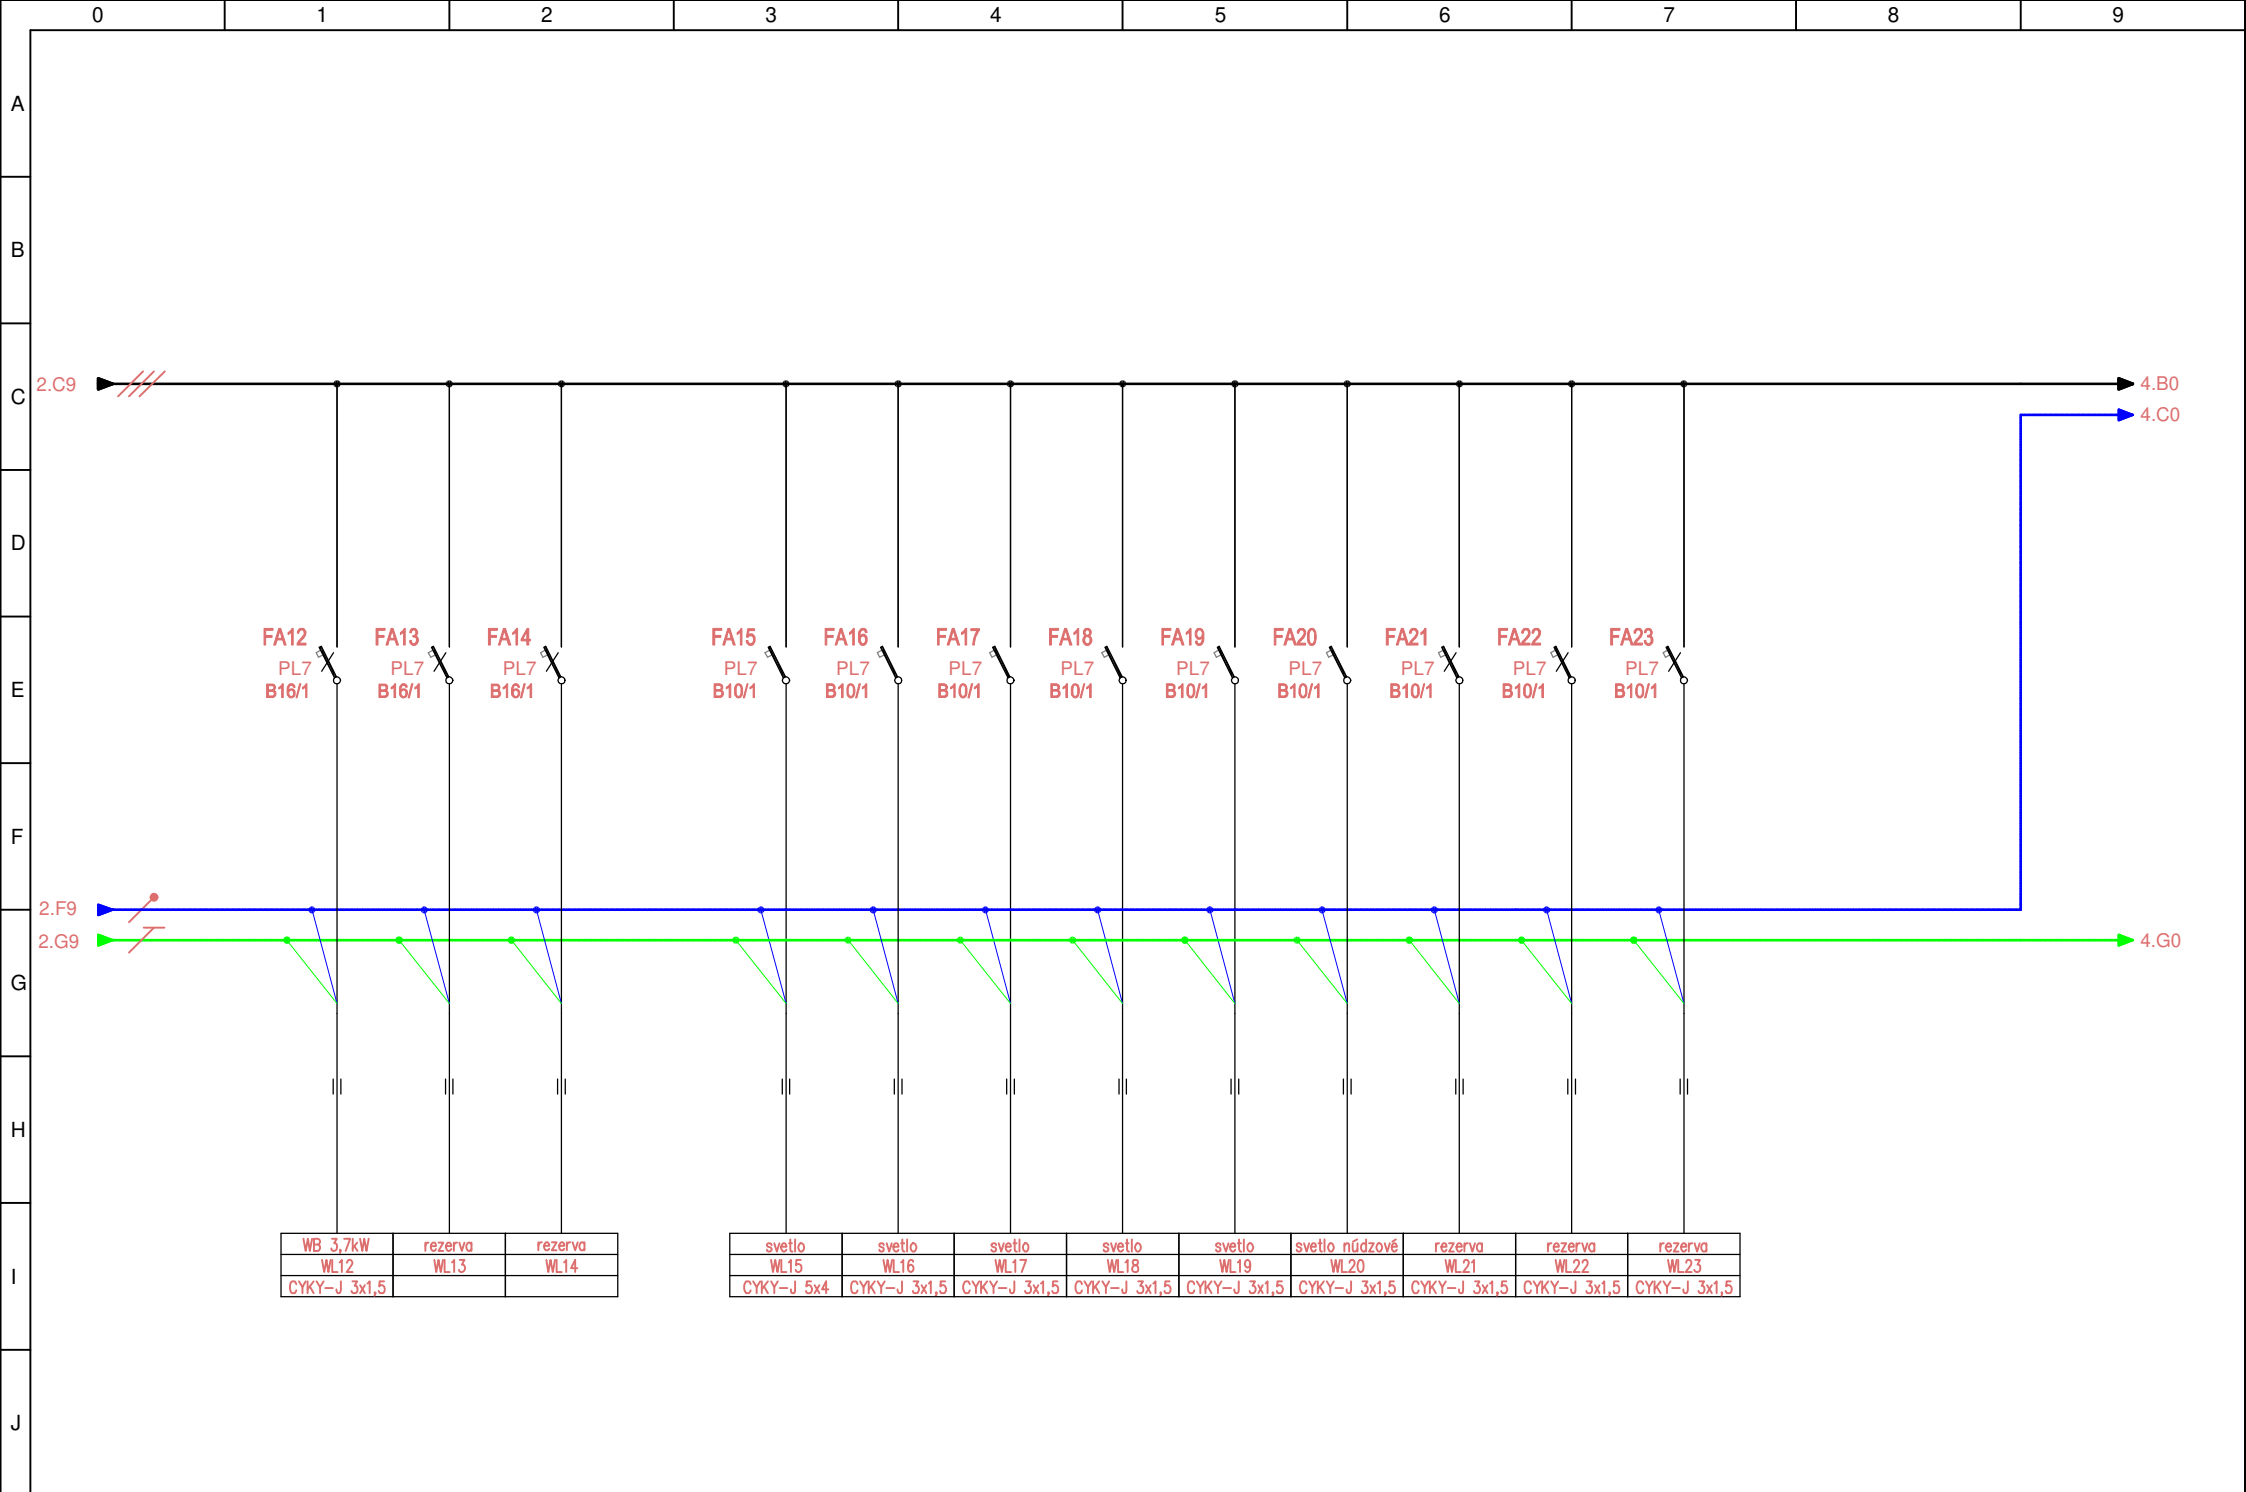 0 1 2 3 4 5 6 7 8 9
A
B
2.C9 4.B0
C
4.C0
D
FA12 FA13 FA14 FA15 FA16 FA17 FA18 FA19 FA20 FA21 FA22 FA23
PL7 PL7 PL7 PL7 PL7 PL7 PL7 PL7 PL7 PL7 PL7 PL7
E B16/1 B16/1 B16/1 B10/1 B10/1 B10/1 B10/1 B10/1 B10/1 B10/1 B10/1 B10/1
F
2.F9
2.G9 4.G0
G
H
WB 3,7kW rezerva rezerva svetlo svetlo svetlo svetlo svetlo svetlo núdzové rezerva rezerva rezerva
WL12 WL13 WL14 WL15 WL16 WL17 WL18 WL19 WL20 WL21 WL22 WL23
I
CYKY-J 3x1,5 CYKY-J 5x4 CYKY-J 3x1,5 CYKY-J 3x1,5 CYKY-J 3x1,5 CYKY-J 3x1,5 CYKY-J 3x1,5 CYKY-J 3x1,5 CYKY-J 3x1,5 CYKY-J 3x1,5
J